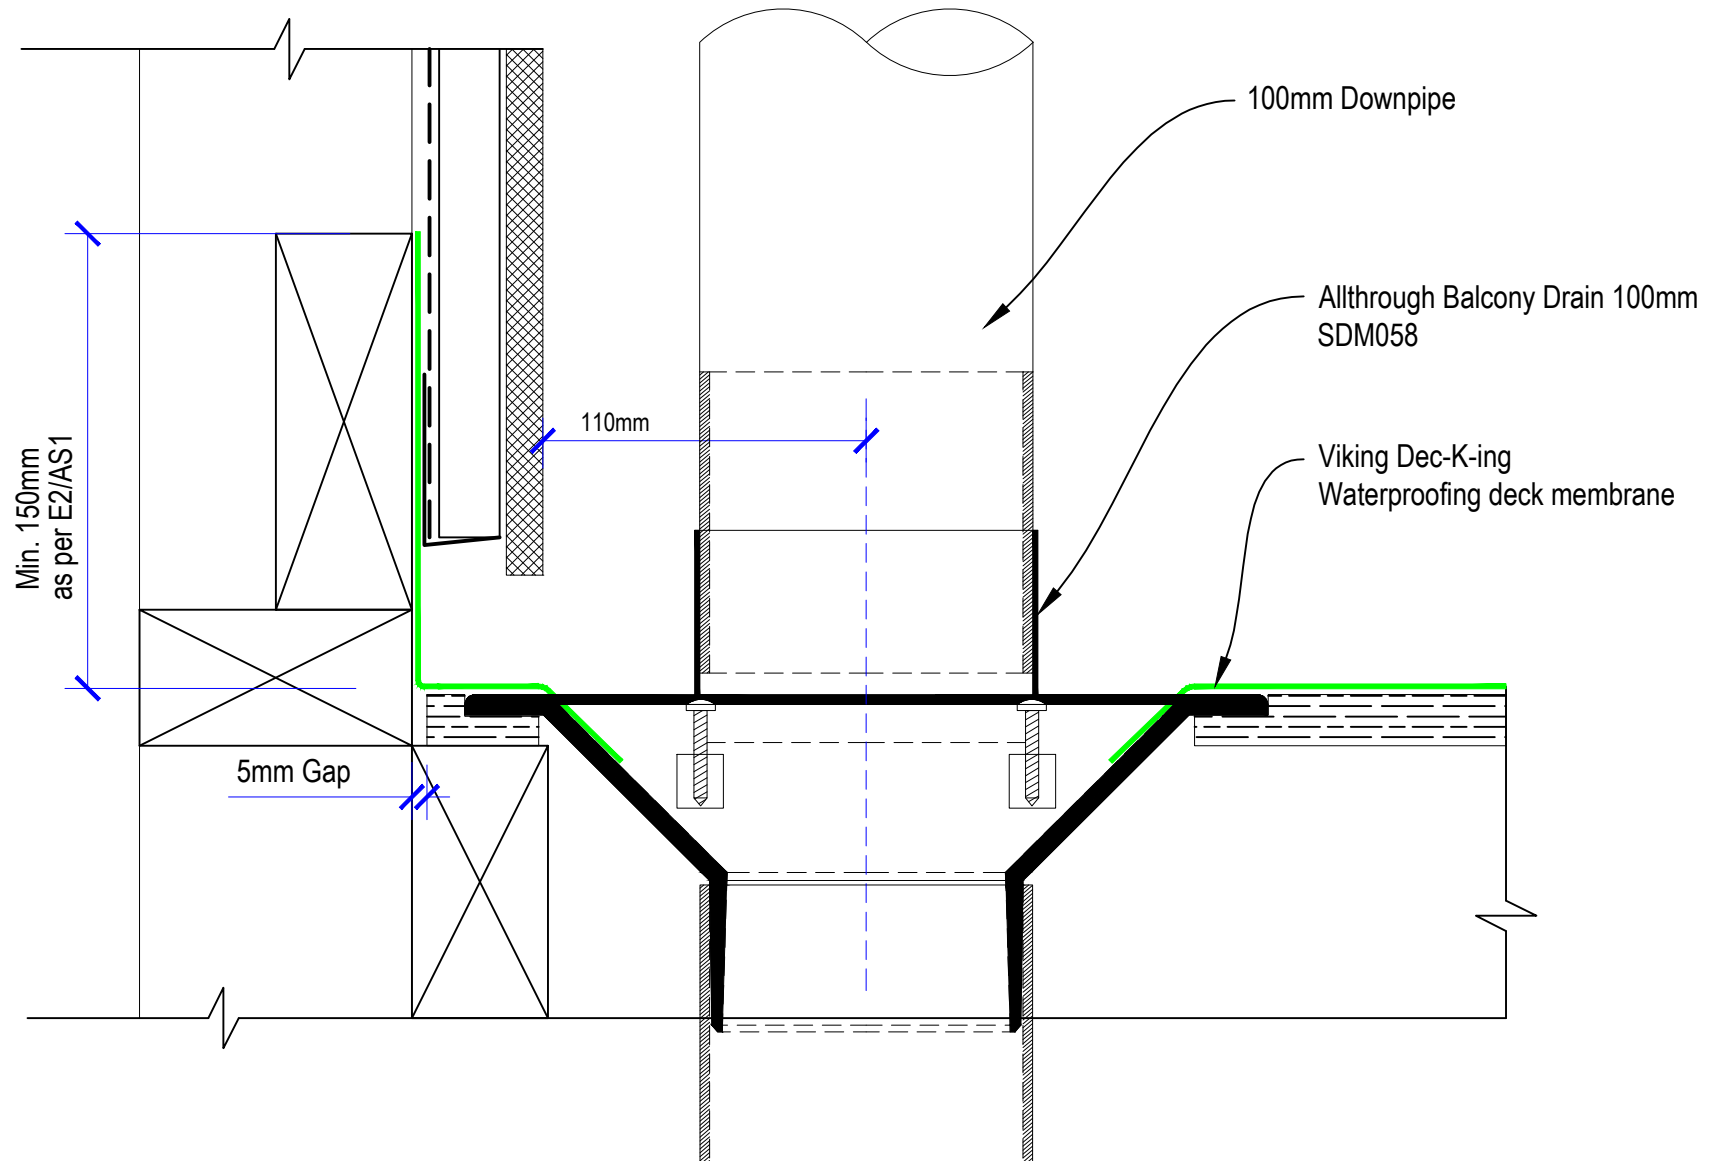 100mm Downpipe
Allthrough Balcony Drain 100mm
SDM058
110mm
Viking Dec-K-ing
Waterproofing deck membrane
Min. 150mm
as per E2/AS1
5mm Gap